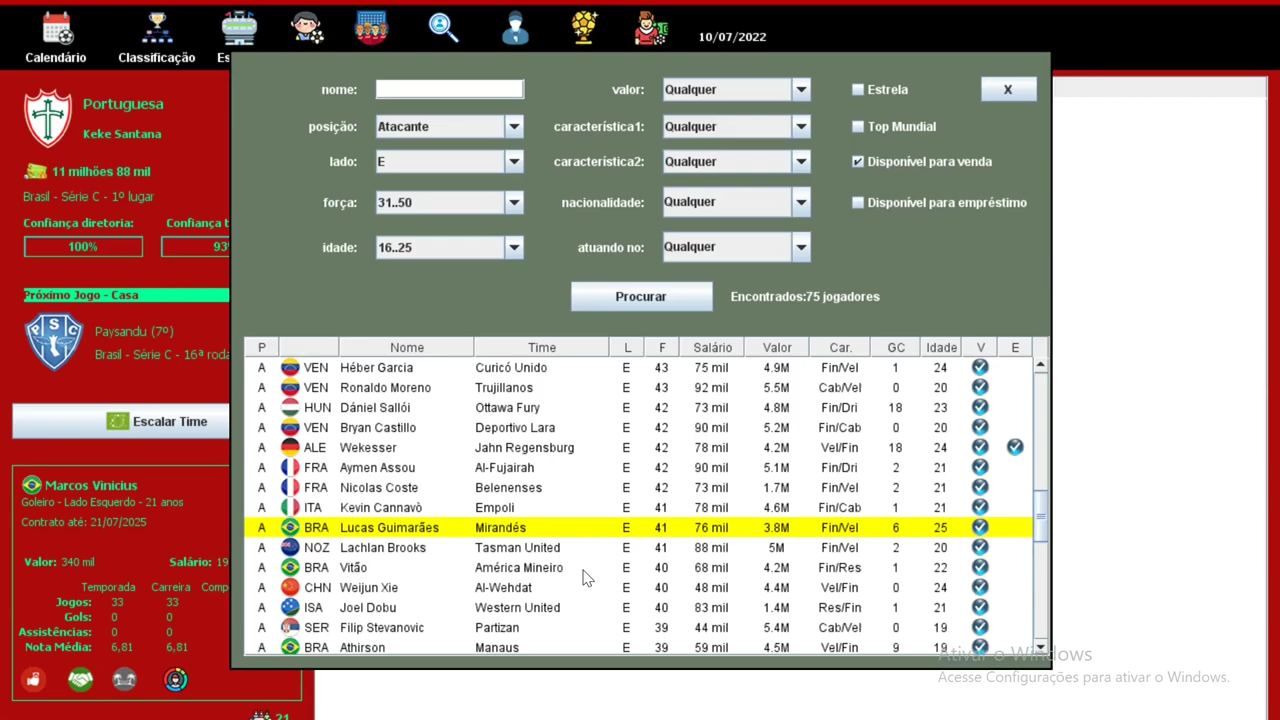 10/07/2022
Calendário Classificação Es
Portuguesa
Keke Santana
11 milhões 88 mil
Brasil - Série C - 1º lugar
Confiança diretoria: Confiança t
100% 93
Próximo Jogo - Casa
PSC
Paysandu (7º)
Brasil - Série C - 16ª roda
Escalar Time
Marcos Vinicius
Goleiro - Lado Esquerdo - 21 anos
Contrato até: 21/07/2025
Valor: 340 mil Salário: 19
Temporada Carreira Comp
Jogos: 33 33
Gols: 0 0
Assistências: 0 0
Nota Média: 6,81 6,81
21
nome: valor: Qualquer Estrela X
posição: Atacante característica1: Qualquer Top Mundial
lado: E característica2: Qualquer Disponível para venda
força: 31..50 nacionalidade: Qualquer Disponível para empréstimo
idade: 16..25 atuando no: Qualquer
Procurar Encontrados:75 jogadores
P Nome Time L F Salário Valor Car. GC Idade V E
A VEN Héber Garcia Curicó Unido E 43 75 mil 4.9M Fin/Vel 1 24
A VEN Ronaldo Moreno Trujillanos E 43 92 mil 5.5M Cab/Vel 0 20
A HUN Dániel Sallói Ottawa Fury E 42 73 mil 4.8M Fin/Dri 18 23
A VEN Bryan Castillo Deportivo Lara E 42 90 mil 5.2M Fin/Cab 0 20
A ALE Wekesser Jahn Regensburg E 42 78 mil 4.2M Vel/Fin 18 24
A FRA Aymen Assou Al-Fujairah E 42 90 mil 5.1M Fin/Dri 2 21
A FRA Nicolas Coste Belenenses E 42 73 mil 1.7M Fin/Vel 2 21
A ITA Kevin Cannavò Empoli E 41 78 mil 4.6M Fin/Cab 1 21
A BRA Lucas Guimarães Mirandés E 41 76 mil 3.8M Fin/Vel 6 25
A NOZ Lachlan Brooks Tasman United E 41 88 mil 5M Fin/Vel 2 20
A BRA Vitão América Mineiro E 40 68 mil 4.2M Fin/Res 1 22
A CHN Weijun Xie Al-Wehdat E 40 48 mil 4.4M Fin/Vel 0 24
A ISA Joel Dobu Western United E 40 83 mil 1.4M Res/Fin 1 21
A SER Filip Stevanovic Partizan E 39 44 mil 5.4M Cab/Vel 0 19
A BRA Athirson Manaus E 39 59 mil 4.5M Vel/Fin 9 19
Ativar o Windows
Acesse Configurações para ativar o Windows.